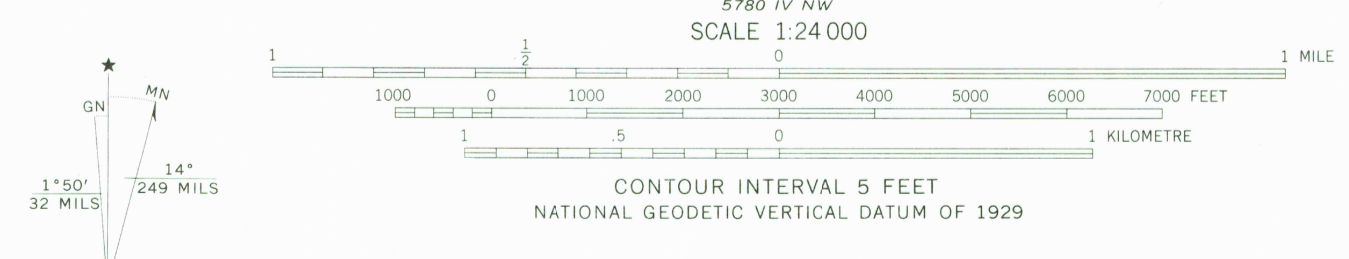 5780 IV NW
SCALE 1:24 000
1 ½ 0 1 MILE
1000 0 1000 2000 3000 4000 5000 6000 7000 FEET
1 .5 0 1 KILOMETRE
CONTOUR INTERVAL 5 FEET
NATIONAL GEODETIC VERTICAL DATUM OF 1929
★
GN
MN
1°50′
32 MILS
14°
249 MILS